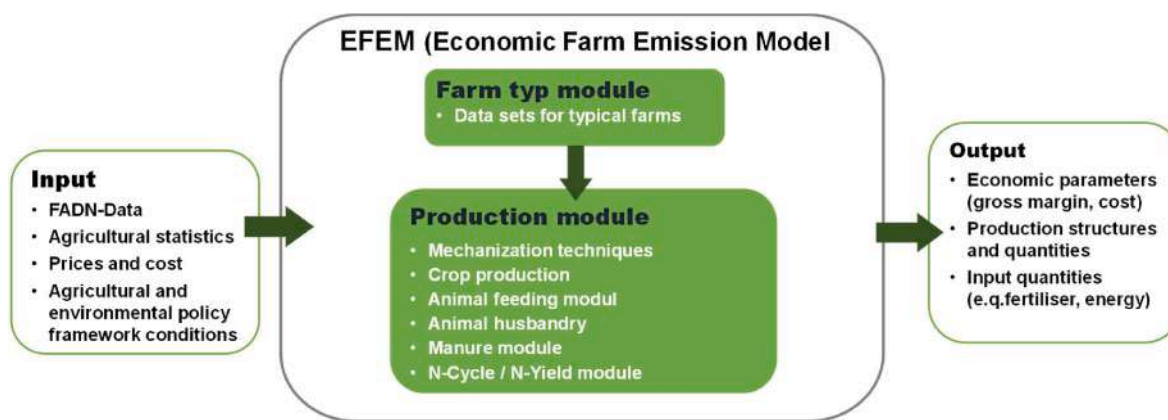 EFEM (Economic Farm Emission Model
Farm typ module
• Data sets for typical farms
Input
• FADN-Data
• Agricultural statistics
• Prices and cost
• Agricultural and
environmental policy
framework conditions
Production module
• Mechanization techniques
• Crop production
• Animal feeding modul
• Animal husbandry
• Manure module
• N-Cycle / N-Yield module
Output
• Economic parameters
(gross margin, cost)
• Production structures
and quantities
• Input quantities
(e.q.fertiliser, energy)